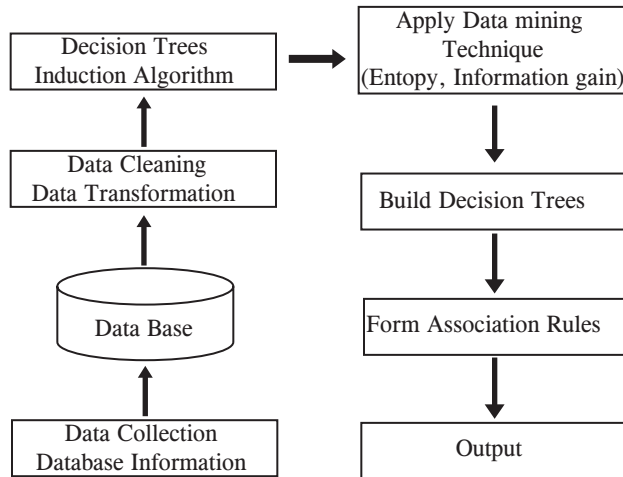 Decision Trees
Induction Algorithm
Apply Data mining
Technique
(Entopy, Information gain)
Data Cleaning
Data Transformation
Build Decision Trees
Data Base
Form Association Rules
Data Collection
Database Information
Output